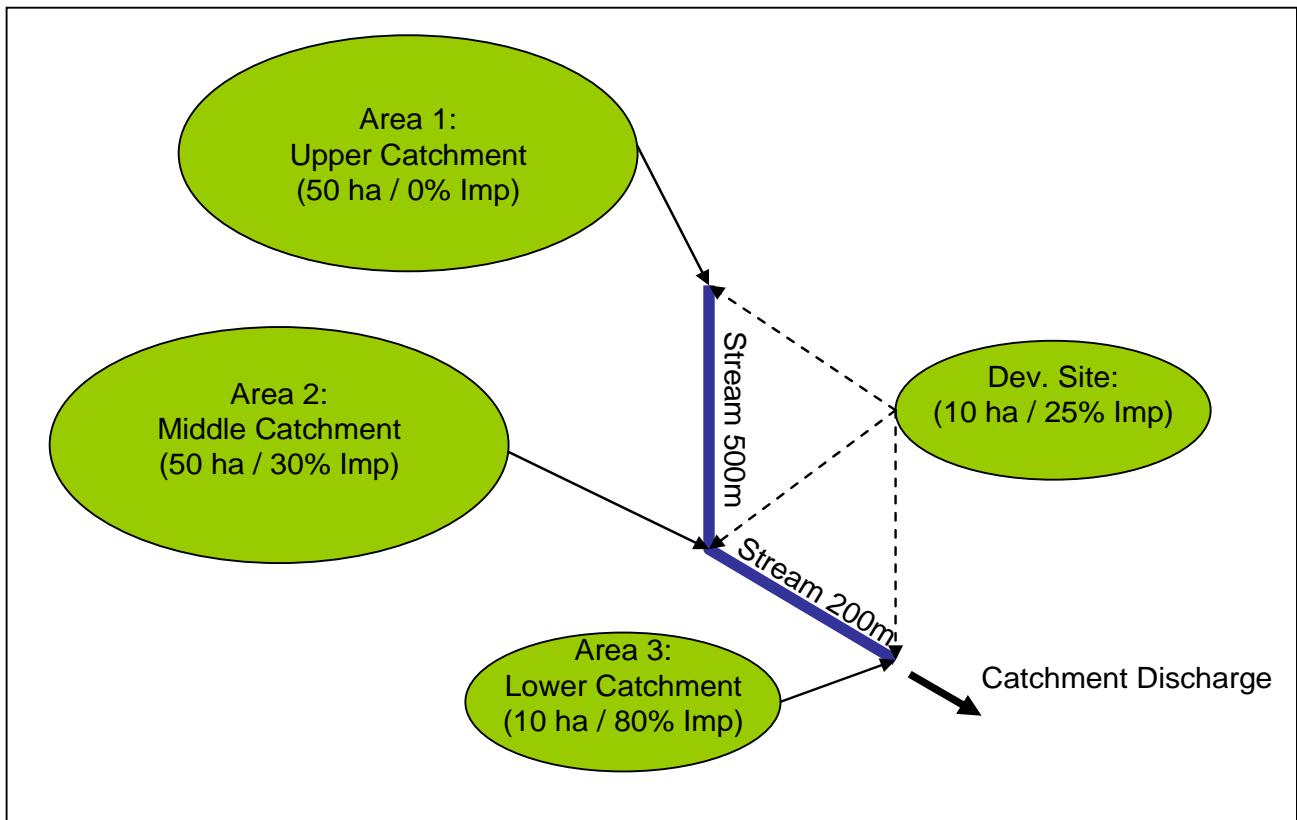 Area 1:
Upper Catchment
(50 ha / 0% Imp)
Stream 500m
Dev. Site:
(10 ha / 25% Imp)
Area 2:
Middle Catchment
(50 ha / 30% Imp)
Stream 200m
Area 3:
Lower Catchment
(10 ha / 80% Imp)
Catchment Discharge